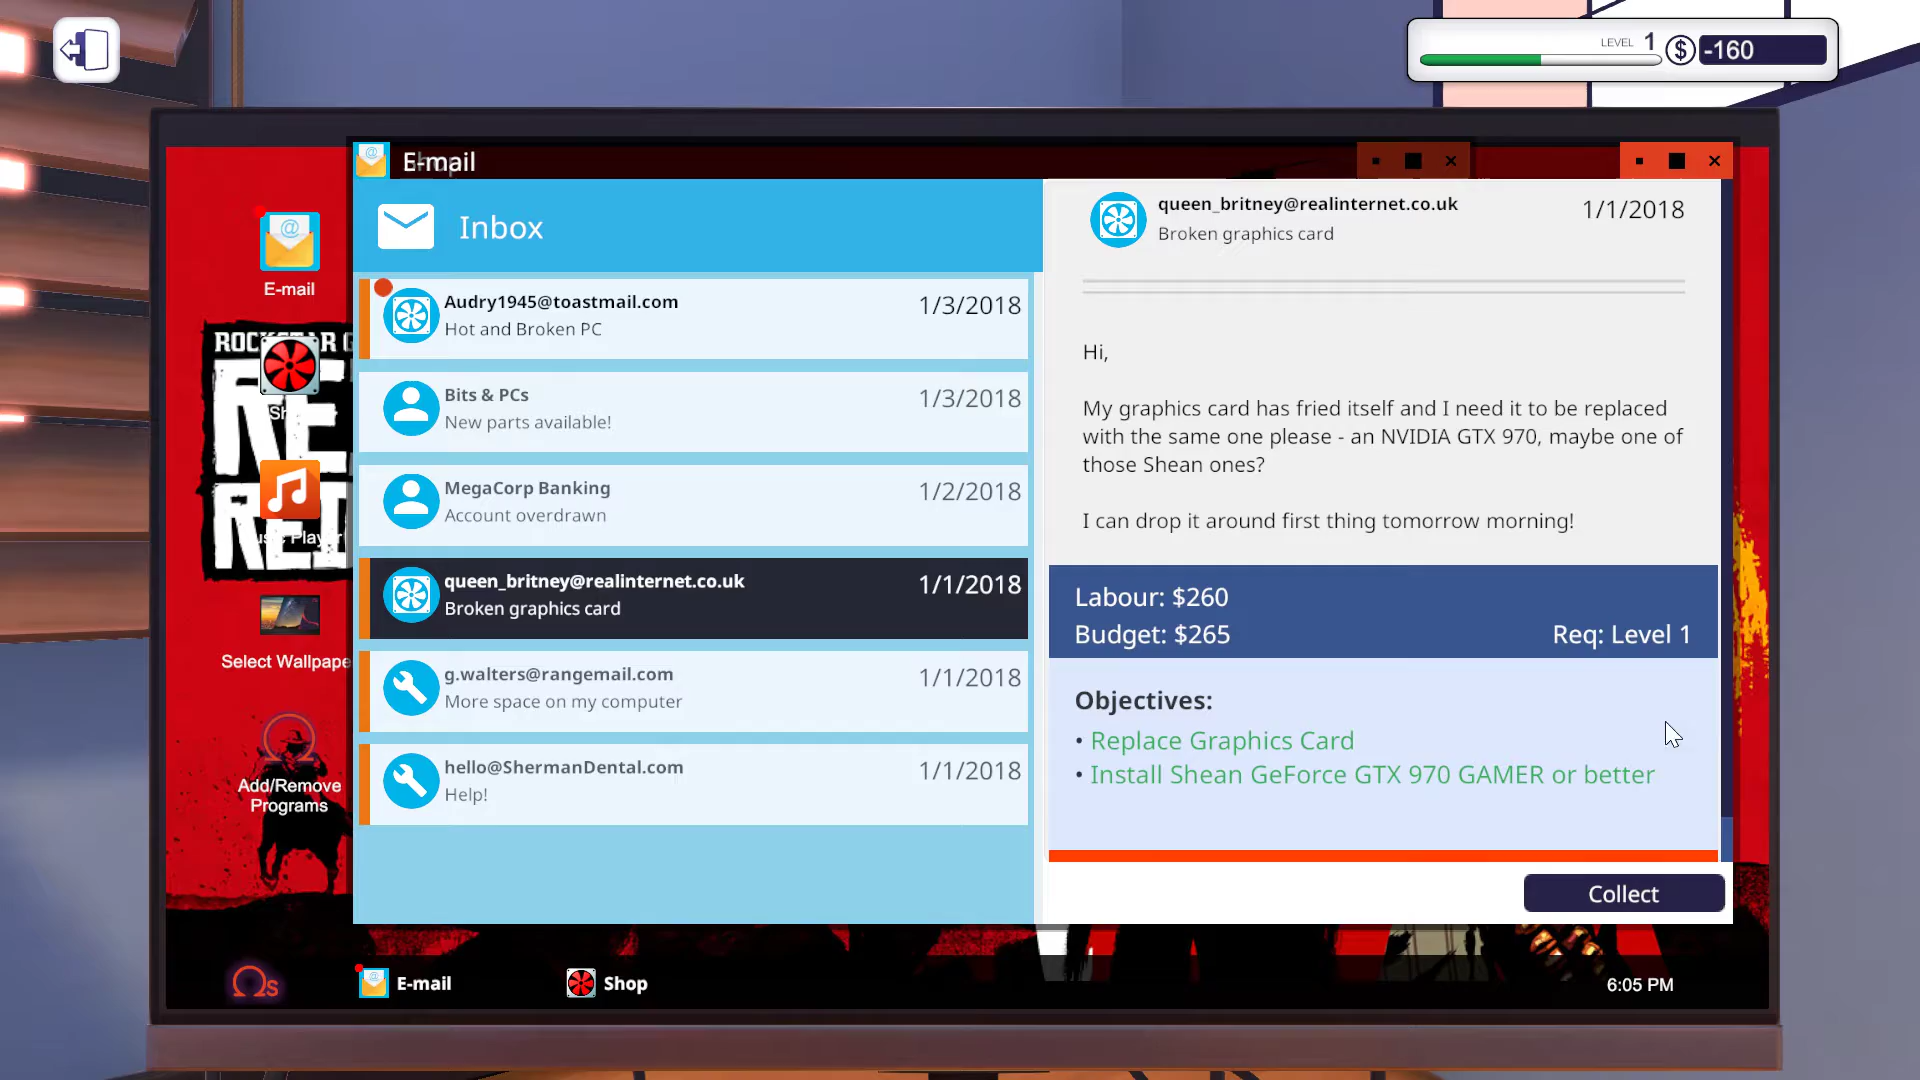 LEVEL 1
$ -160
E-mail
Inbox
Audry1945@toastmail.com
1/3/2018
Hot and Broken PC
Bits & PCs
1/3/2018
New parts available!
MegaCorp Banking
1/2/2018
Account overdrawn
queen_britney@realinternet.co.uk
1/1/2018
Broken graphics card
g.walters@rangemail.com
1/1/2018
More space on my computer
hello@ShermanDental.com
1/1/2018
Help!
queen_britney@realinternet.co.uk
1/1/2018
Broken graphics card
Hi,
My graphics card has fried itself and I need it to be replaced
with the same one please - an NVIDIA GTX 970, maybe one of
those Shean ones?
I can drop it around first thing tomorrow morning!
Labour: $260
Budget: $265
Req: Level 1
Objectives:
• Replace Graphics Card
• Install Shean GeForce GTX 970 GAMER or better
Collect
E-mail
ROCKSTAR G
RE
Player
Select Wallpape
Add/Remove
Programs
Ωs
E-mail
Shop
6:05 PM